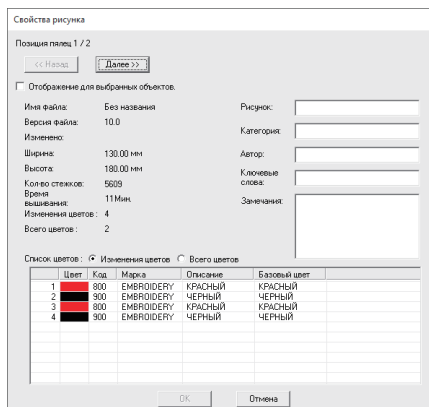 Свойства рисунка
Позиция пялец 1 / 2
<< Назад
Далее >>
Отображение для выбранных объектов.
Имя файла: Без названия
Версия файла: 10.0
Изменено:
Ширина: 130.00 мм
Высота: 180.00 мм
Кол-во стежков: 5609
Время
вышивания: 11Мин.
Изменения цветов : 4
Всего цветов : 2
Рисунок:
Категория:
Автор:
Ключевые
слова:
Замечания:
Список цветов : Изменения цветов Всего цветов
Цвет Код Марка Описание Базовый цвет
1 800 EMBROIDERY КРАСНЫЙ КРАСНЫЙ
2 900 EMBROIDERY ЧЕРНЫЙ ЧЕРНЫЙ
3 800 EMBROIDERY КРАСНЫЙ КРАСНЫЙ
4 900 EMBROIDERY ЧЕРНЫЙ ЧЕРНЫЙ
OK
Отмена